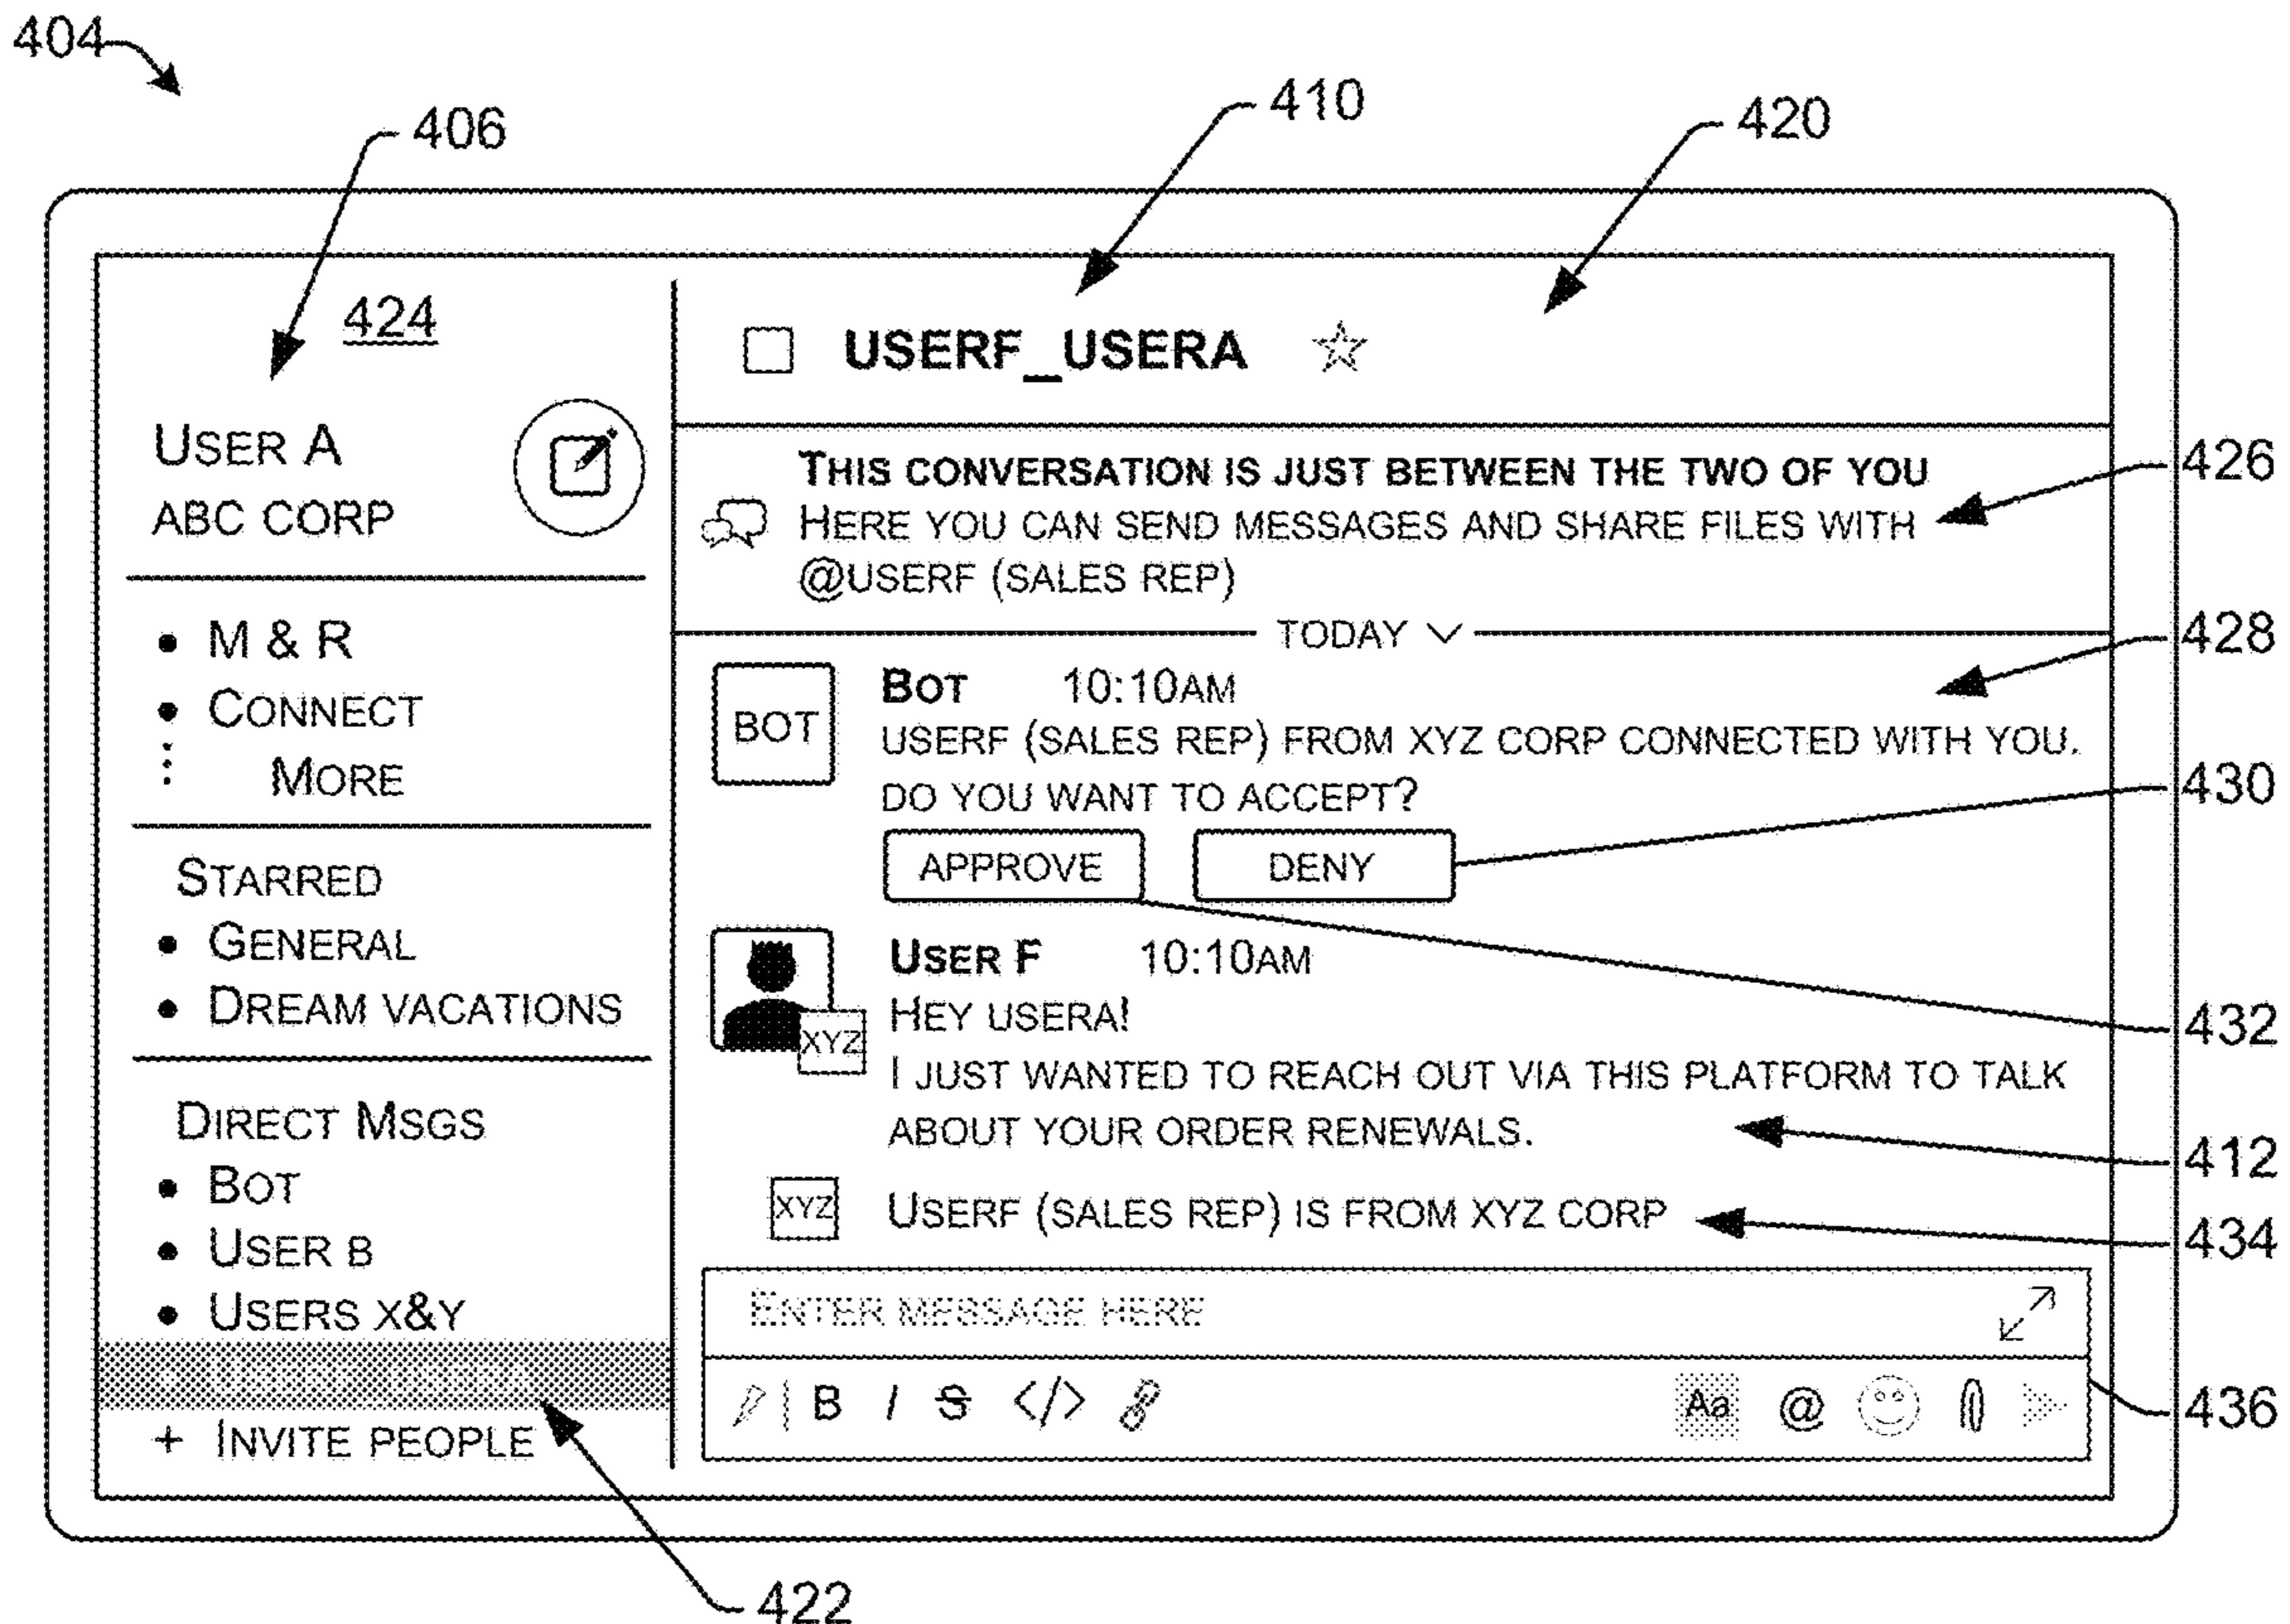 404
406
410
420
424
USER A
ABC CORP
• M & R
• CONNECT
MORE
STARRED
• GENERAL
• DREAM VACATIONS
DIRECT MSGS
• BOT
• USER B
• USERS X&Y
+ INVITE PEOPLE
422
USERF_USERA
THIS CONVERSATION IS JUST BETWEEN THE TWO OF YOU
HERE YOU CAN SEND MESSAGES AND SHARE FILES WITH
@USERF (SALES REP)
426
TODAY
428
BOT
BOT 10:10AM
USERF (SALES REP) FROM XYZ CORP CONNECTED WITH YOU.
DO YOU WANT TO ACCEPT?
430
APPROVE DENY
USER F 10:10AM
XYZ
HEY USERA!
432
I JUST WANTED TO REACH OUT VIA THIS PLATFORM TO TALK
ABOUT YOUR ORDER RENEWALS.
412
XYZ USERF (SALES REP) IS FROM XYZ CORP
434
ENTER MESSAGE HERE
B I S </> Aa @
436